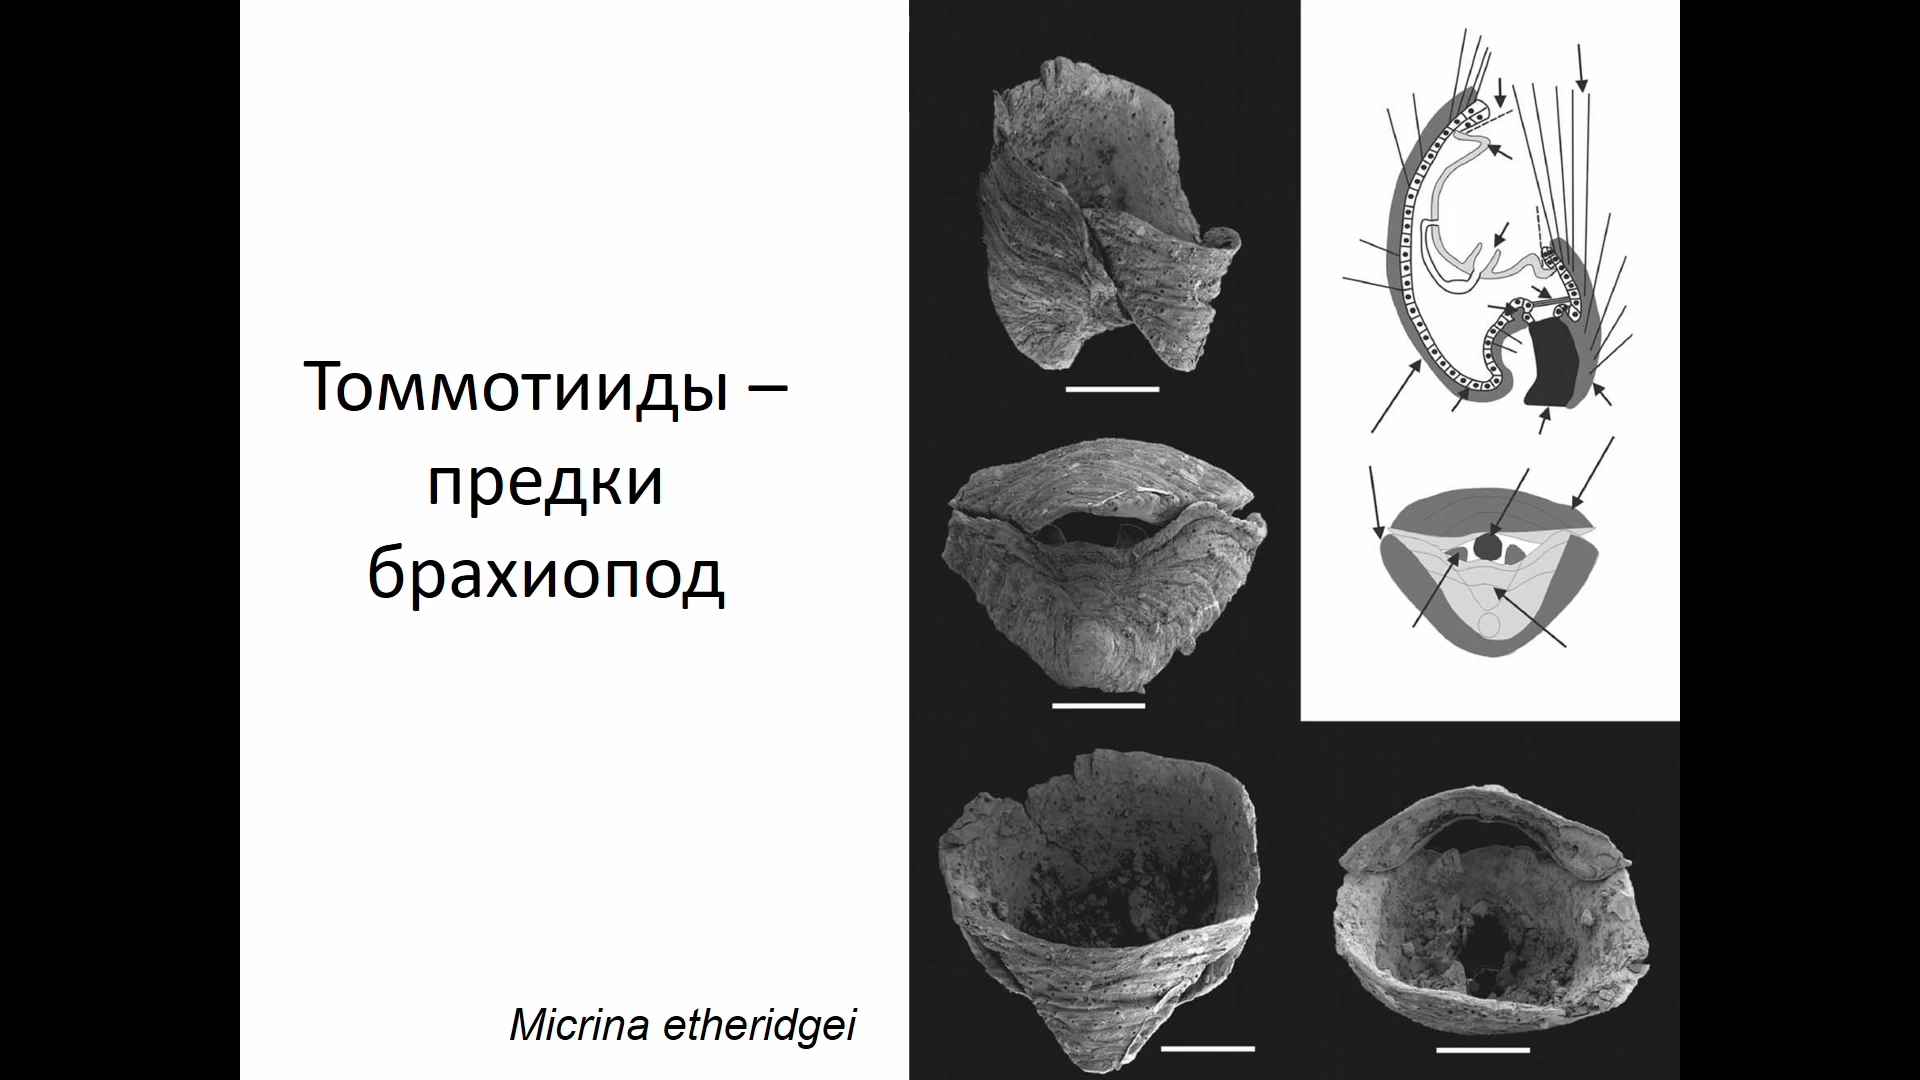 Томмотииды –
предки
брахиопод
Micrina etheridgei